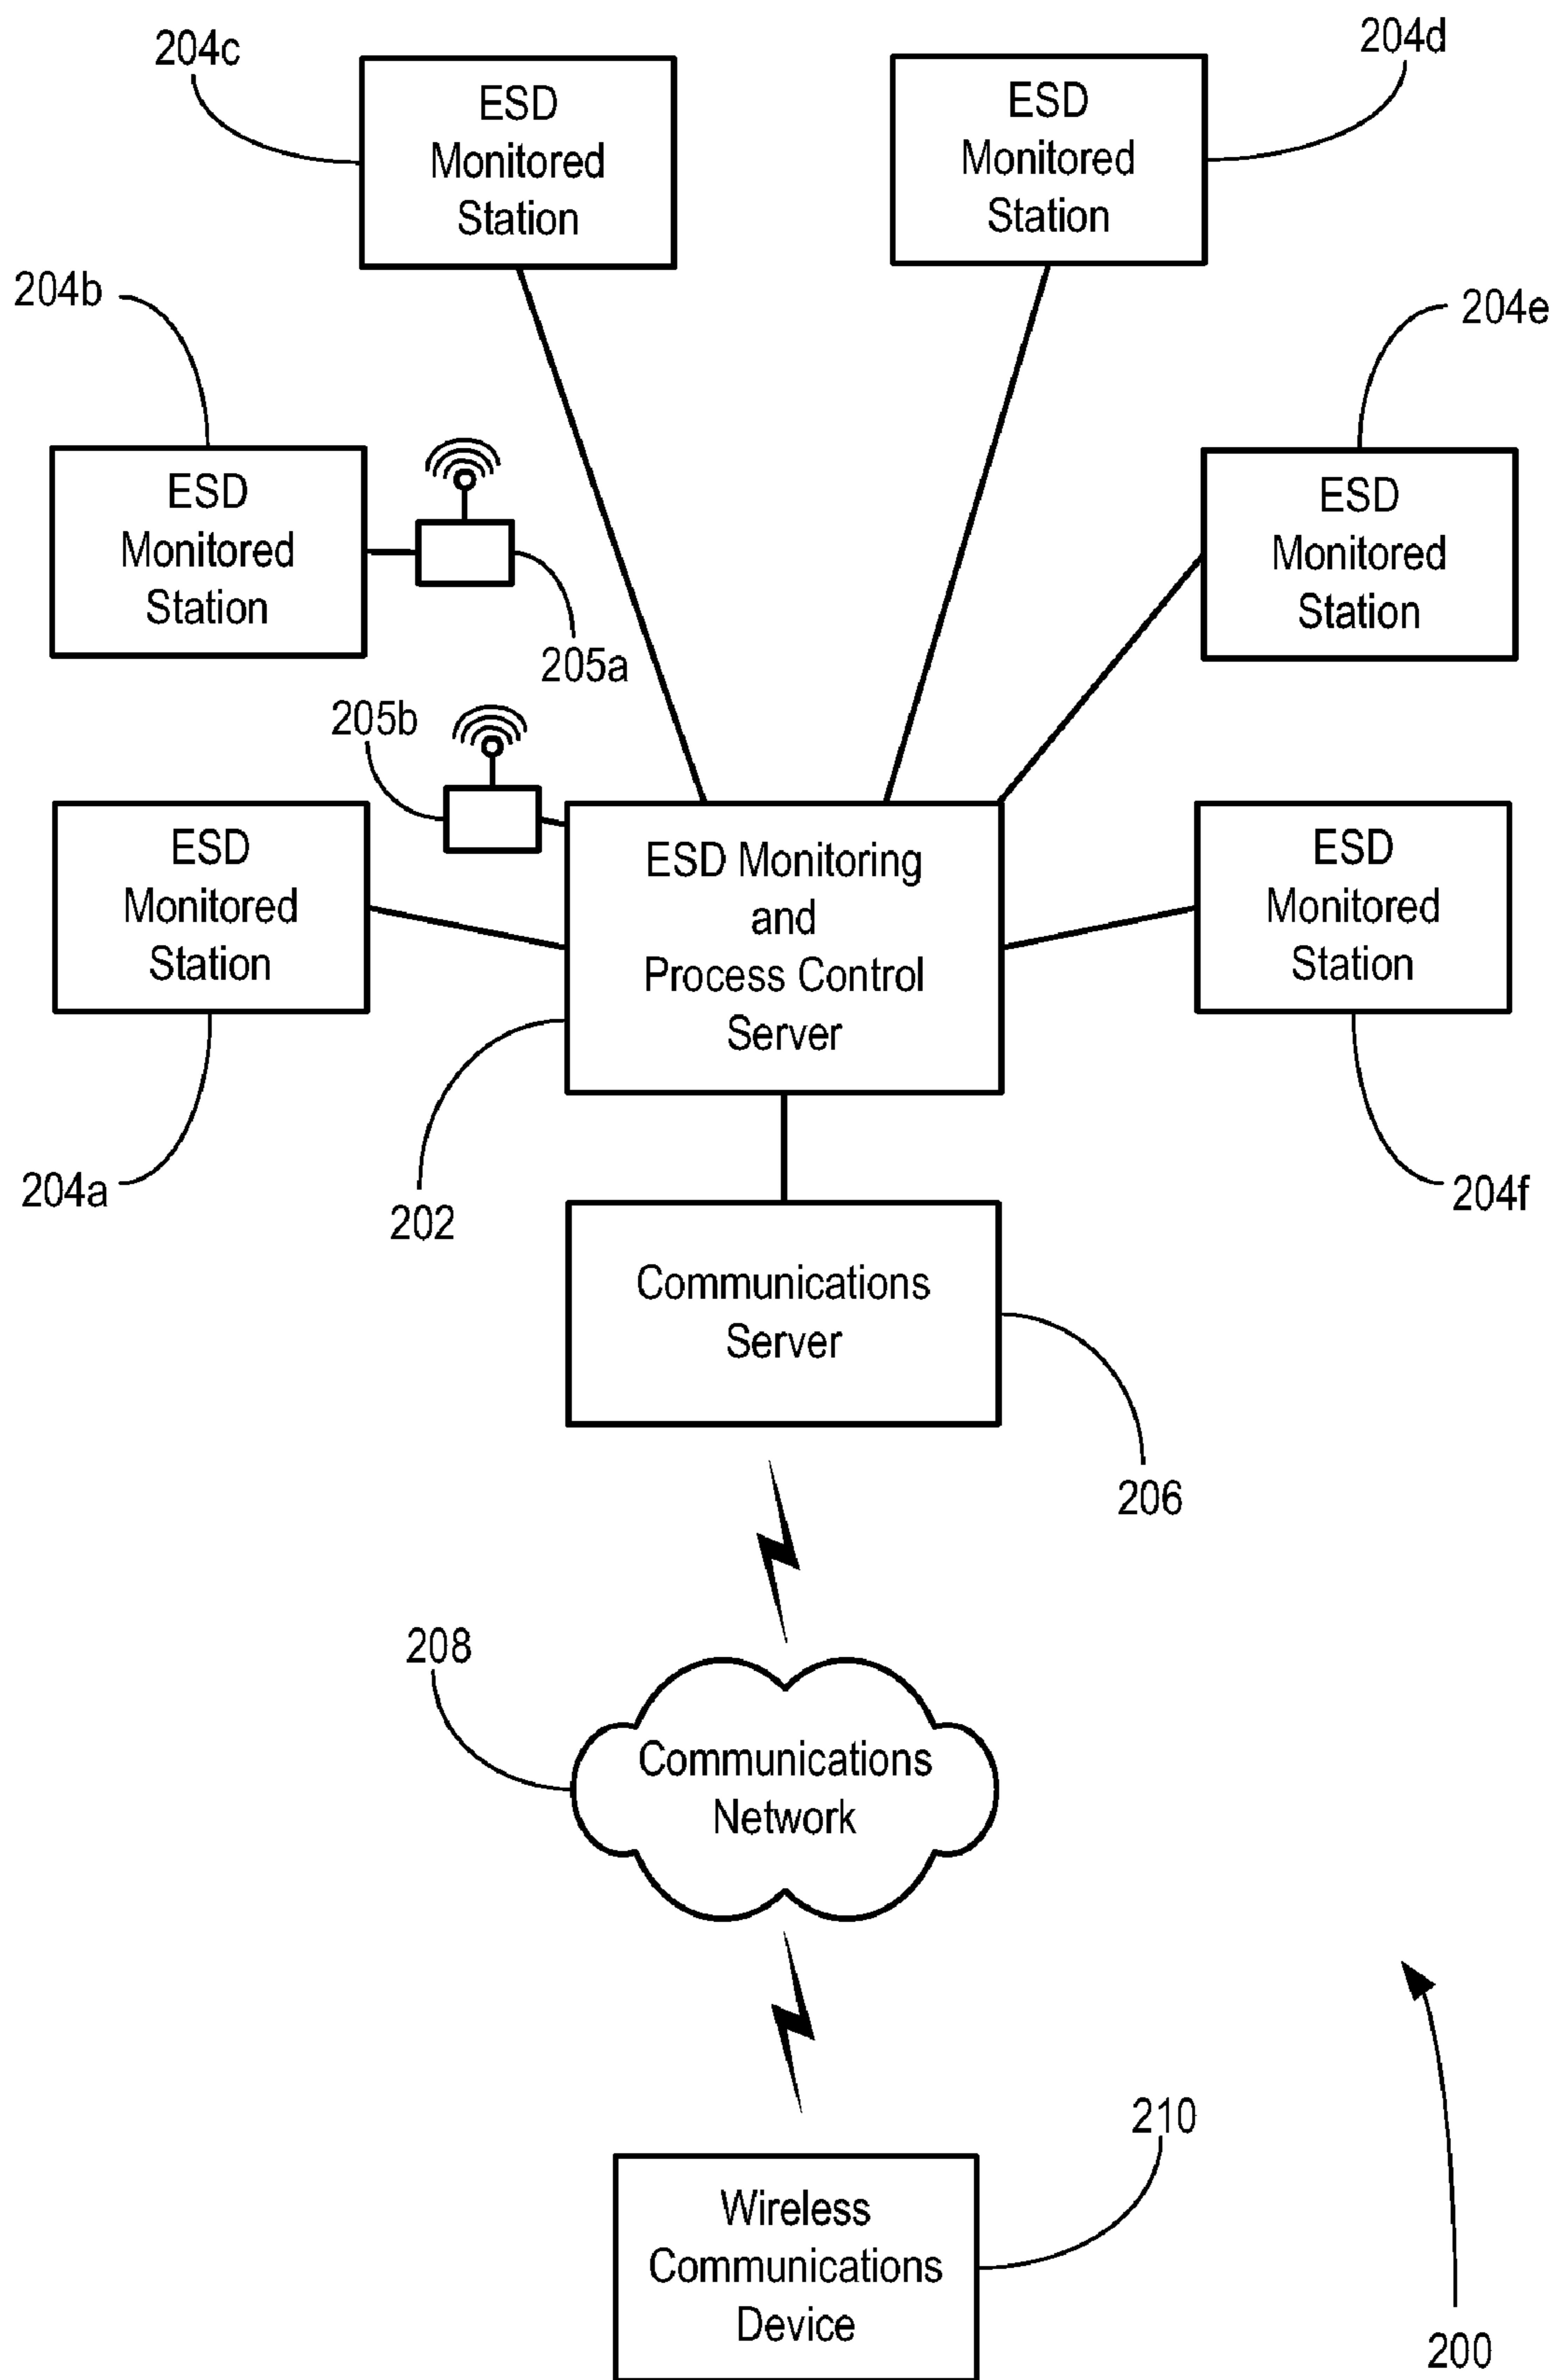 204c
ESD
Monitored
Station
204d
ESD
Monitored
Station
204b
ESD
Monitored
Station
205a
204e
ESD
Monitored
Station
205b
204a
ESD
Monitored
Station
ESD Monitoring
and
Process Control
Server
202
ESD
Monitored
Station
204f
Communications
Server
206
208
Communications
Network
210
Wireless
Communications
Device
200